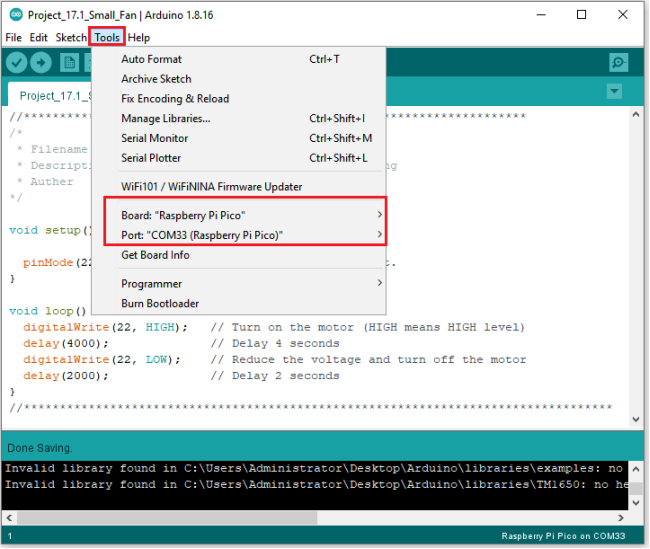 Project_17.1_Small_Fan | Arduino 1.8.16
File Edit Sketch Tools Help
Project_17.1_S
Auto Format Ctrl+T
Archive Sketch
Fix Encoding & Reload
Manage Libraries... Ctrl+Shift+I
Serial Monitor Ctrl+Shift+M
Serial Plotter Ctrl+Shift+L
WiFi101 / WiFiNINA Firmware Updater
Board: "Raspberry Pi Pico"
Port: "COM33 (Raspberry Pi Pico)"
Get Board Info
Programmer
Burn Bootloader
/*
* Filename
* Descripti ng
* Auther
*/
void setup()
pinMode(22 t.
}
void loop()
digitalWrite(22, HIGH); // Turn on the motor (HIGH means HIGH level)
delay(4000); // Delay 4 seconds
digitalWrite(22, LOW); // Reduce the voltage and turn off the motor
delay(2000); // Delay 2 seconds
}
//**********************************************************************************
Done Saving.
Invalid library found in C:\Users\Administrator\Desktop\Arduino\libraries\examples: no
Invalid library found in C:\Users\Administrator\Desktop\Arduino\libraries\TM1650: no he
1 Raspberry Pi Pico on COM33